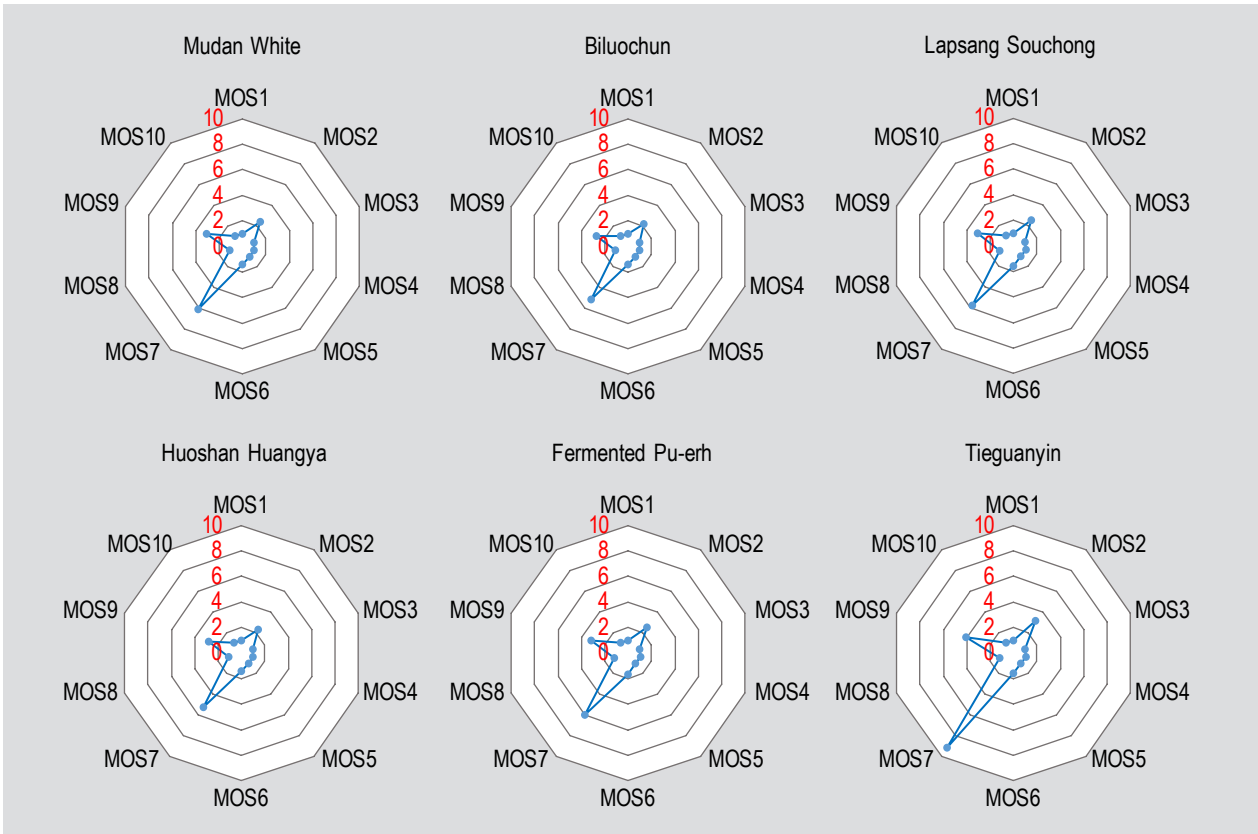 Mudan White
MOS1
MOS2
MOS3
MOS4
MOS5
MOS6
MOS7
MOS8
MOS9
MOS10
10
8
6
4
2
0
Biluochun
MOS1
MOS2
MOS3
MOS4
MOS5
MOS6
MOS7
MOS8
MOS9
MOS10
10
8
6
4
2
0
Lapsang Souchong
MOS1
MOS2
MOS3
MOS4
MOS5
MOS6
MOS7
MOS8
MOS9
MOS10
10
8
6
4
2
0
Huoshan Huangya
MOS1
MOS2
MOS3
MOS4
MOS5
MOS6
MOS7
MOS8
MOS9
MOS10
10
8
6
4
2
0
Fermented Pu-erh
MOS1
MOS2
MOS3
MOS4
MOS5
MOS6
MOS7
MOS8
MOS9
MOS10
10
8
6
4
2
0
Tieguanyin
MOS1
MOS2
MOS3
MOS4
MOS5
MOS6
MOS7
MOS8
MOS9
MOS10
10
8
6
4
2
0